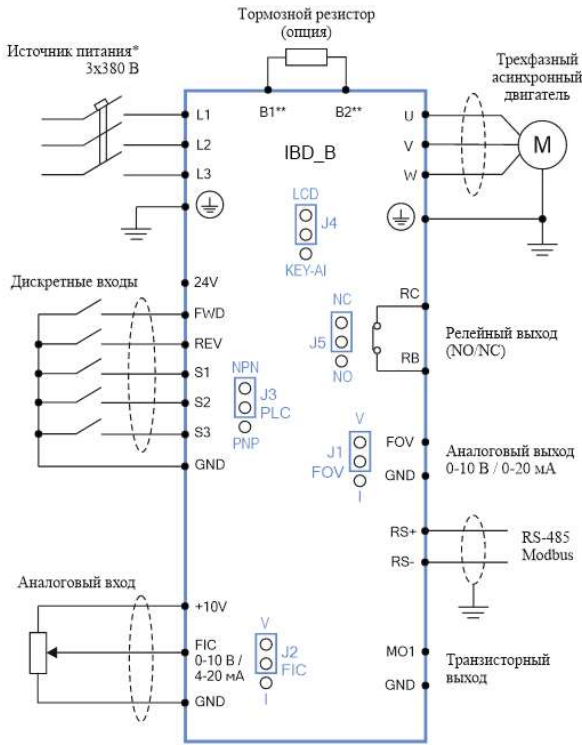 Тормозной резистор
(опция)
Источник питания*
3x380 В
Трехфазный
асинхронный
двигатель
B1**
B2**
L1
L2
L3
IBD_B
U
V
W
M
LCD
J4
KEY-AI
Дискретные входы
24V
FWD
REV
S1
S2
S3
GND
NPN
J3
PLC
PNP
NC
J5
NO
RC
RB
Релейный выход
(NO/NC)
V
J1
FOV
I
FOV
GND
Аналоговый выход
0-10 В / 0-20 мА
RS+
RS-
RS-485
Modbus
Аналоговый вход
+10V
FIC
0-10 В /
4-20 мА
GND
V
J2
FIC
I
MO1
GND
Транзисторный
выход